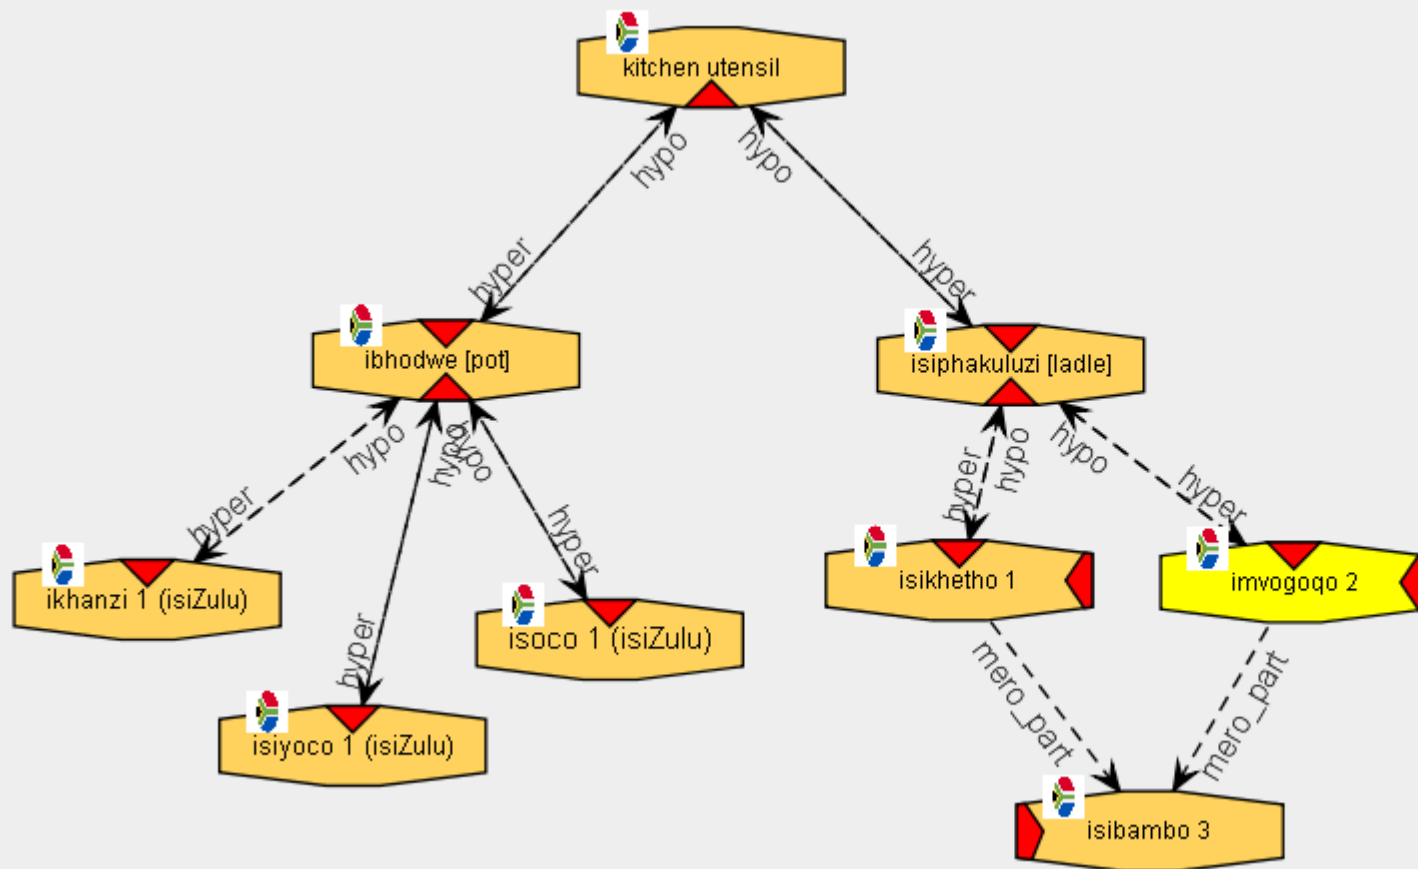 kitchen utensil
hypo
hypo
hyper
hyper
ibhodwe [pot]
isiphakuluzi [ladle]
hypo
hypo
hypo
hyper
hypo
hypo
hyper
hyper
hyper
ikhanzi 1 (isiZulu)
isoco 1 (isiZulu)
isikhetho 1
imvogoqo 2
hyper
isiyoco 1 (isiZulu)
mero_part
mero_part
isibambo 3